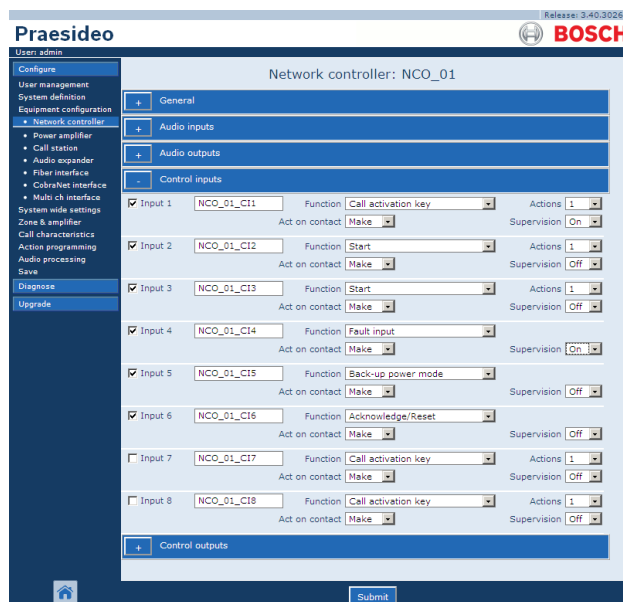 Release: 3.40.3026
Praesideo
BOSCH
User: admin
Configure
User management
System definition
Equipment configuration
• Network controller
• Power amplifier
• Call station
• Audio expander
• Fiber interface
• CobraNet interface
• Multi ch interface
System wide settings
Zone & amplifier
Call characteristics
Action programming
Audio processing
Save
Diagnose
Upgrade
Network controller: NCO_01
+ General
+ Audio inputs
+ Audio outputs
- Control inputs
Input 1 NCO_01_CI1 Function Call activation key Actions 1
Act on contact Make Supervision On
Input 2 NCO_01_CI2 Function Start Actions 1
Act on contact Make Supervision Off
Input 3 NCO_01_CI3 Function Start Actions 1
Act on contact Make Supervision Off
Input 4 NCO_01_CI4 Function Fault input
Act on contact Make Supervision On
Input 5 NCO_01_CI5 Function Back-up power mode
Act on contact Make Supervision Off
Input 6 NCO_01_CI6 Function Acknowledge/Reset
Act on contact Make Supervision Off
Input 7 NCO_01_CI7 Function Call activation key Actions 1
Act on contact Make Supervision Off
Input 8 NCO_01_CI8 Function Call activation key Actions 1
Act on contact Make Supervision Off
+ Control outputs
Submit